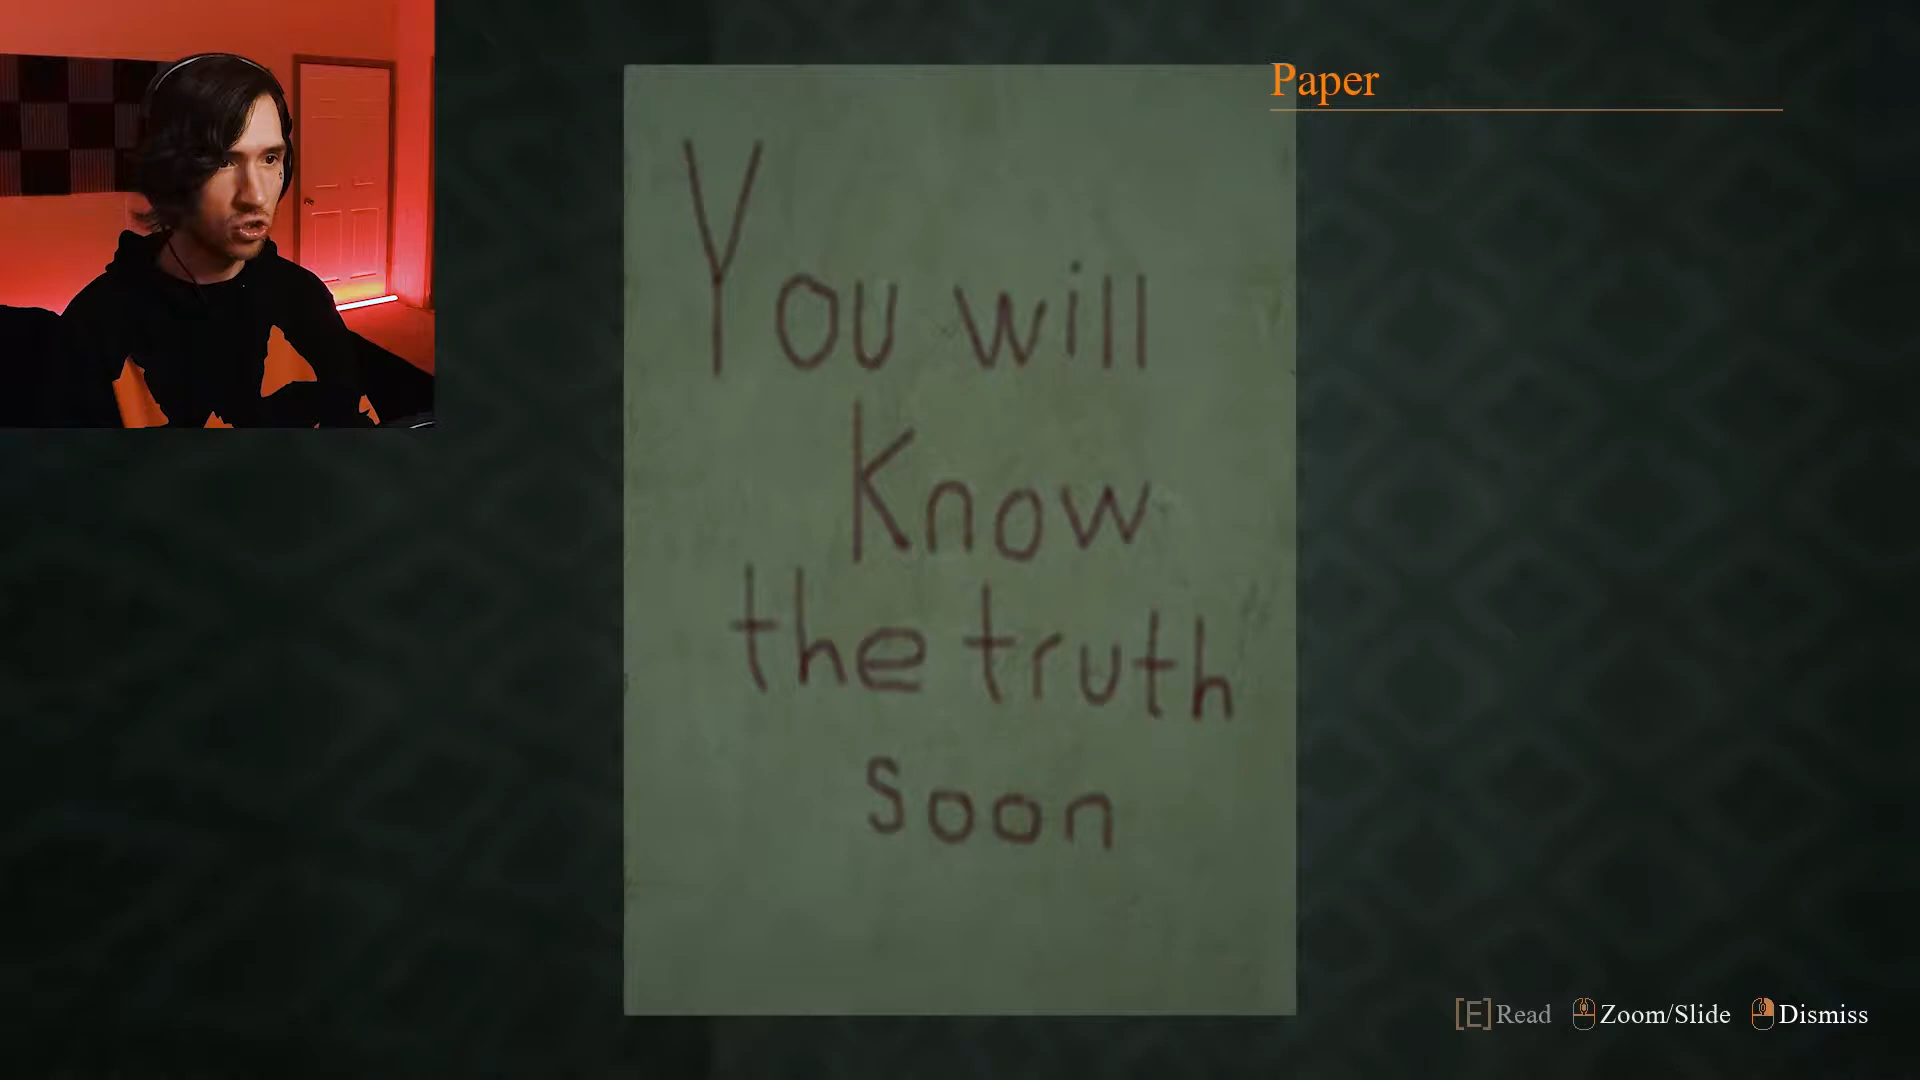 Paper
You will
Know
the truth
soon
[E]Read Zoom/Slide Dismiss